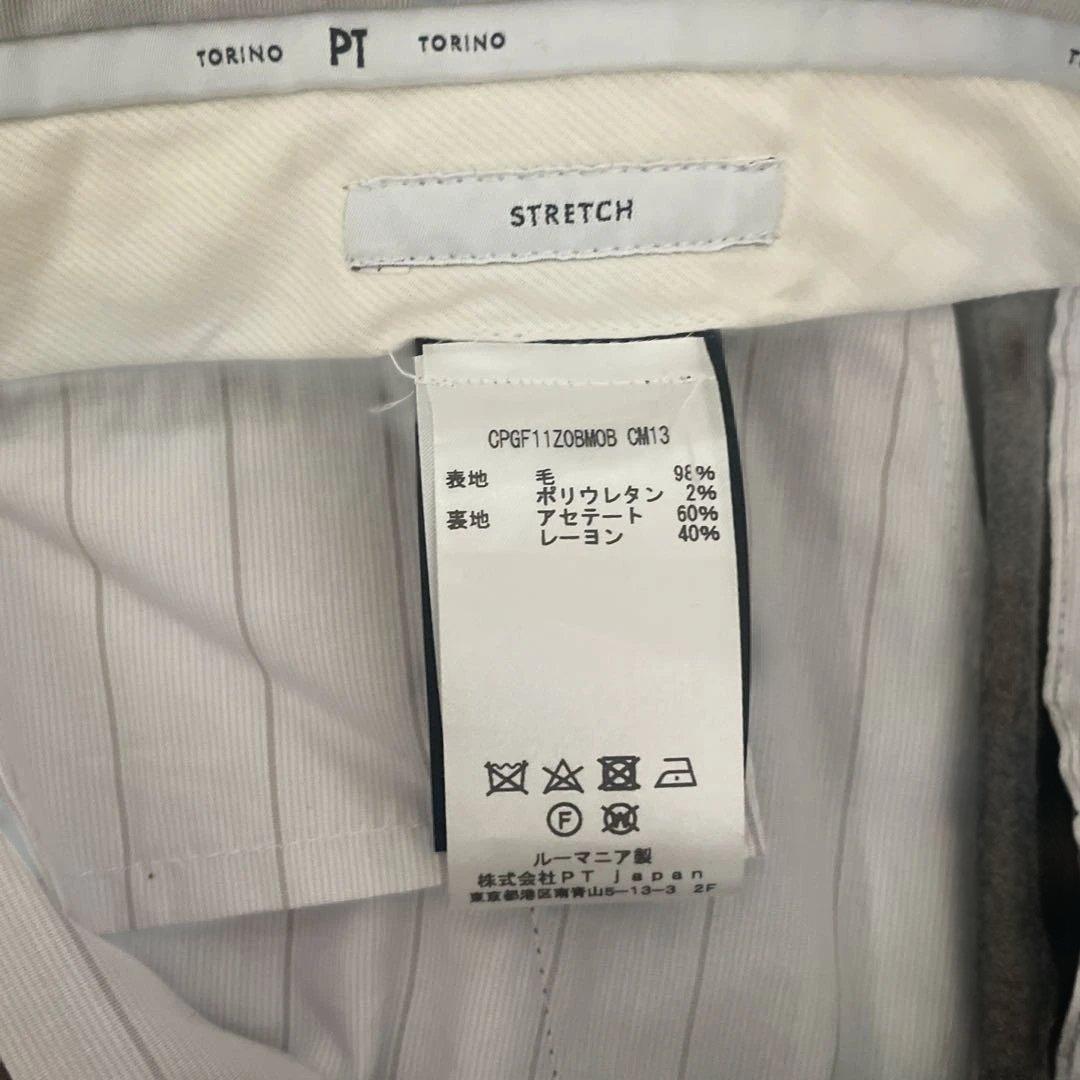 TORINO PT TORINO
STRETCH
CPGF11Z0BM0B CM13
表地 毛 98%
ポリウレタン 2%
裏地 アセテート 60%
レーヨン 40%
F W
ルーマニア製
株式会社PT japan
東京都港区南青山5-13-3 2F